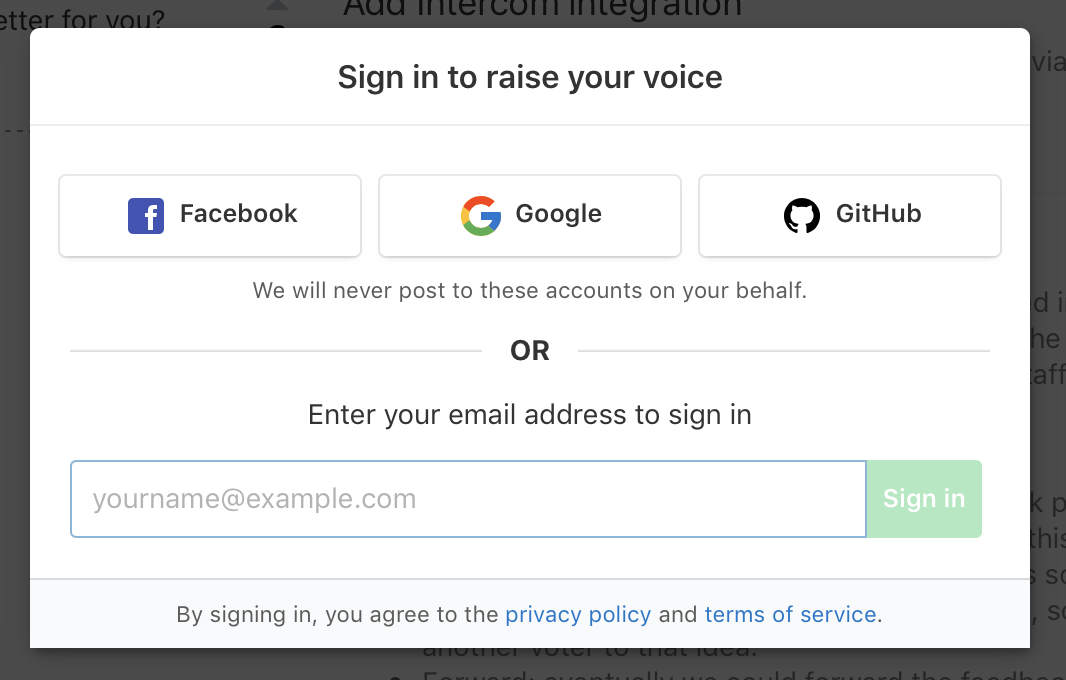 etter for you?
Add Intercom integration
via
Sign in to raise your voice
Facebook
Google
GitHub
We will never post to these accounts on your behalf.
OR
Enter your email address to sign in
yourname@example.com
Sign in
By signing in, you agree to the privacy policy and terms of service.
another voter to that idea.
Forward: eventually we could forward the feedbac